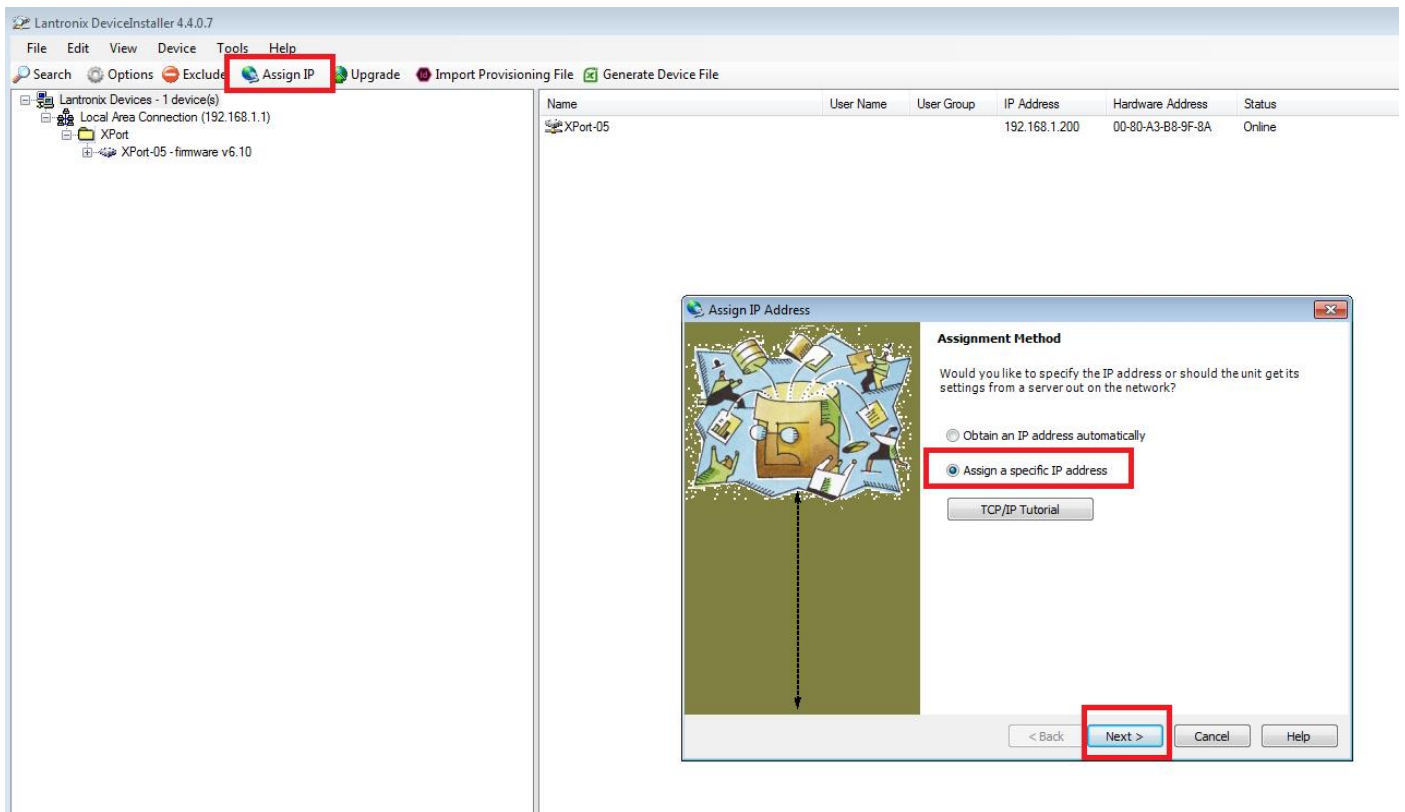 Lantronix DeviceInstaller 4.4.0.7
File Edit View Device Tools Help
Search Options Exclude Assign IP Upgrade Import Provisioning File Generate Device File
Lantronix Devices - 1 device(s)
Local Area Connection (192.168.1.1)
XPort
XPort-05 - firmware v6.10
Name User Name User Group IP Address Hardware Address Status
XPort-05 192.168.1.200 00-80-A3-B8-9F-8A Online
Assign IP Address
Assignment Method
Would you like to specify the IP address or should the unit get its
settings from a server out on the network?
Obtain an IP address automatically
Assign a specific IP address
TCP/IP Tutorial
< Back Next > Cancel Help